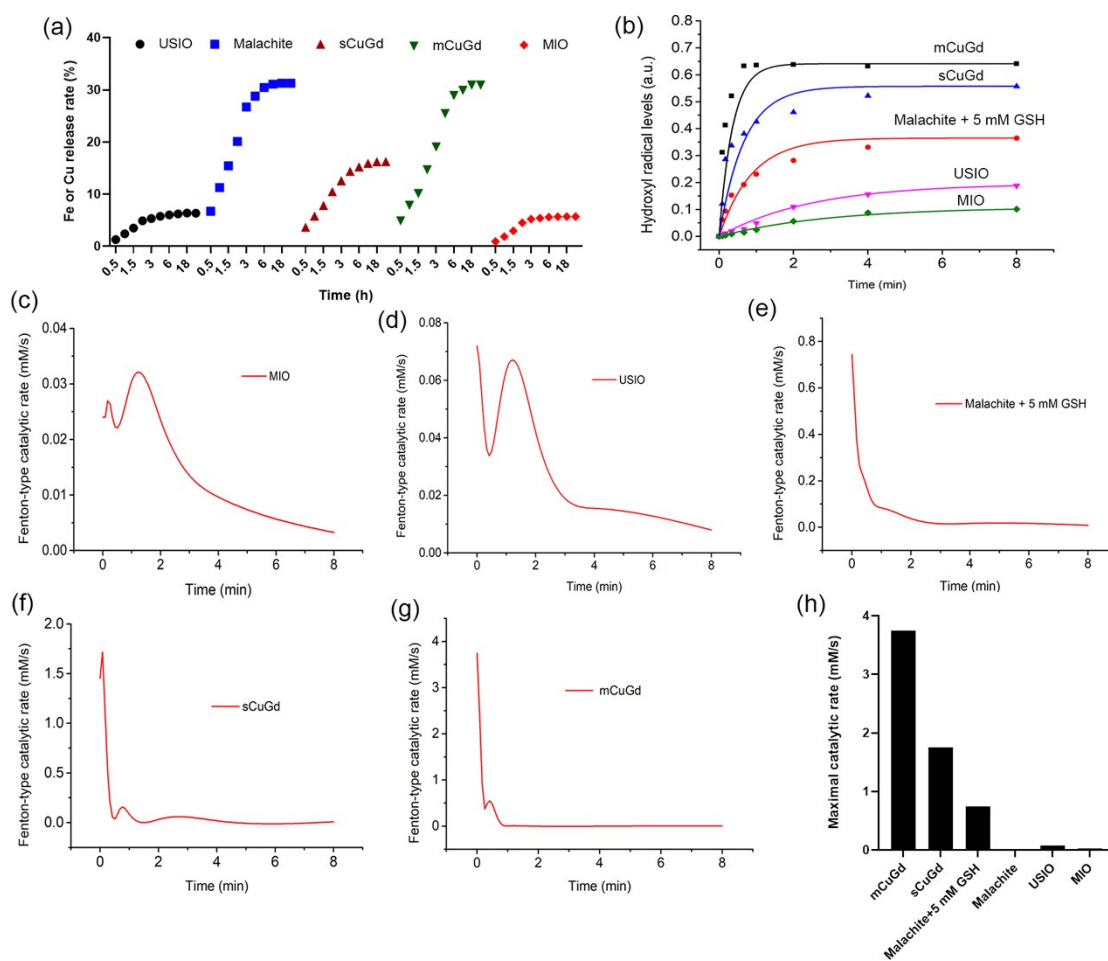 (a)
USIO Malachite sCuGd mCuGd MIO
Fe or Cu release rate (%)
40
30
20
10
0
0.5 1.5 3 6 18 0.5 1.5 3 6 18 0.5 1.5 3 6 18 0.5 1.5 3 6 18 0.5 1.5 3 6 18
Time (h)
(b)
Hydroxyl radical levels (a.u.)
0.7
0.6
0.5
0.4
0.3
0.2
0.1
0.0
mCuGd
sCuGd
Malachite + 5 mM GSH
USIO
MIO
0 2 4 6 8
Time (min)
(c)
Fenton-type catalytic rate (mM/s)
0.04
0.03
0.02
0.01
0.00
MIO
0 2 4 6 8
Time (min)
(d)
Fenton-type catalytic rate (mM/s)
0.08
0.06
0.04
0.02
0.00
USIO
0 2 4 6 8
Time (min)
(e)
Fenton-type catalytic rate (mM/s)
0.8
0.6
0.4
0.2
0.0
Malachite + 5 mM GSH
0 2 4 6 8
Time (min)
(f)
Fenton-type catalytic rate (mM/s)
2.0
1.5
1.0
0.5
0.0
sCuGd
0 2 4 6 8
Time (min)
(g)
Fenton-type catalytic rate (mM/s)
4
3
2
1
0
mCuGd
0 2 4 6 8
Time (min)
(h)
Maximal catalytic rate (mM/s)
4
3
2
1
0
mCuGd
sCuGd
Malachite+5 mM GSH
Malachite
USIO
MIO